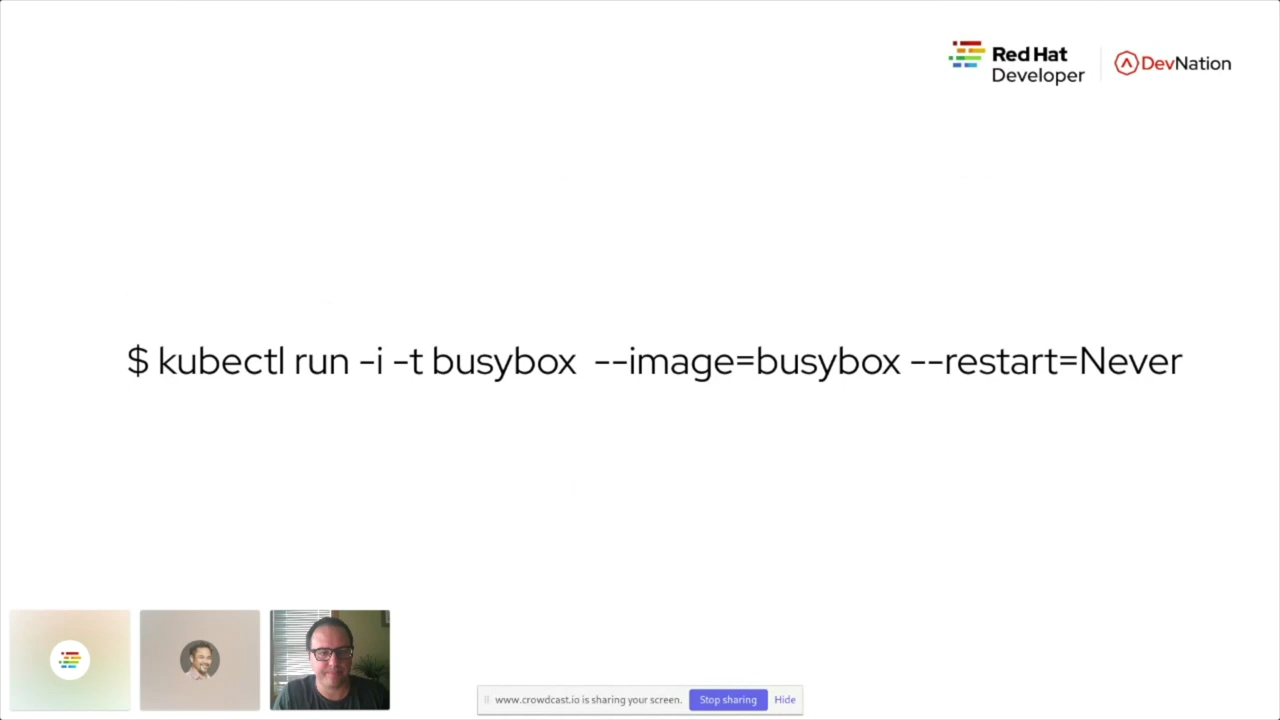 Red Hat
Developer
DevNation
$ kubectl run -i -t busybox --image=busybox --restart=Never
www.crowdcast.io is sharing your screen. Stop sharing Hide